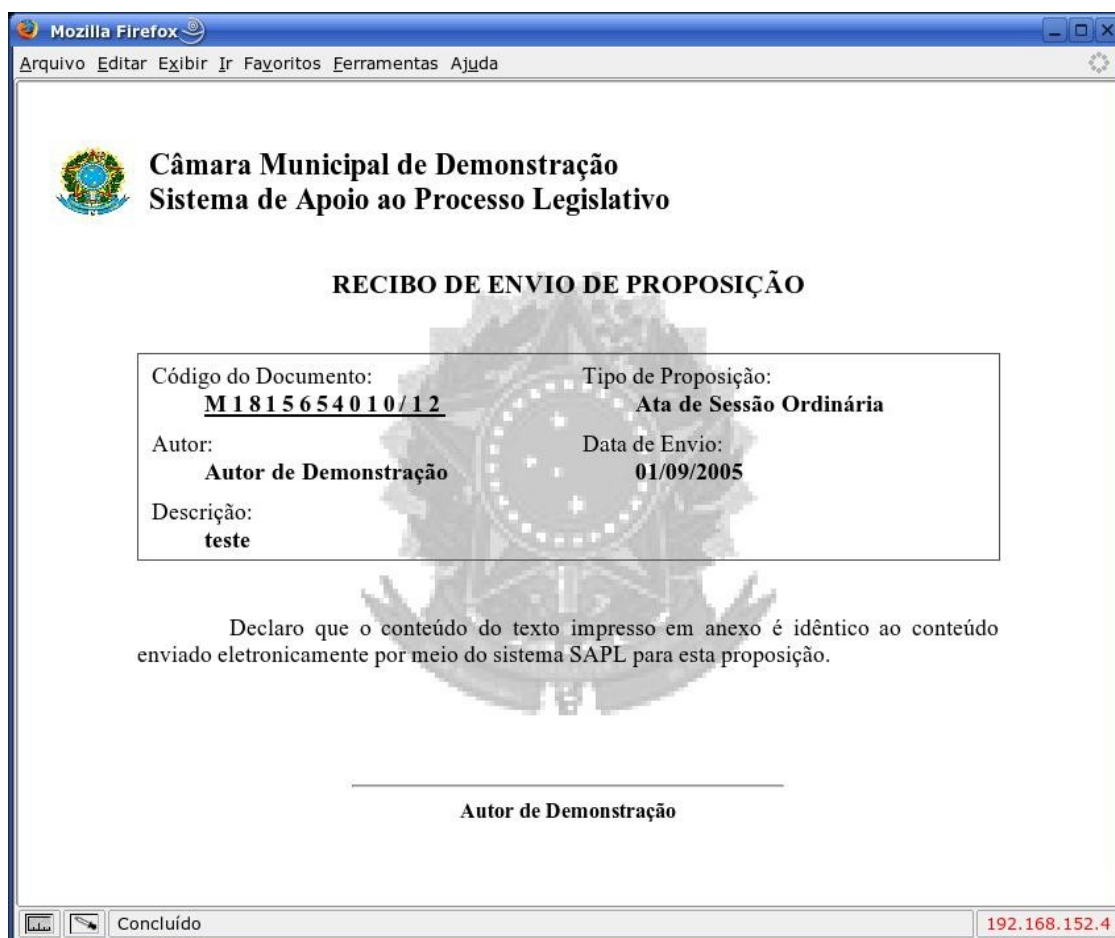 Mozilla Firefox
Arquivo Editar Exibir Ir Favoritos Ferramentas Ajuda
Câmara Municipal de Demonstração
Sistema de Apoio ao Processo Legislativo
RECIBO DE ENVIO DE PROPOSIÇÃO
Código do Documento: Tipo de Proposição:
M1815654010/12 Ata de Sessão Ordinária
Autor: Data de Envio:
Autor de Demonstração 01/09/2005
Descrição:
teste
Declaro que o conteúdo do texto impresso em anexo é idêntico ao conteúdo
enviado eletronicamente por meio do sistema SAPL para esta proposição.
Autor de Demonstração
Concluído 192.168.152.4